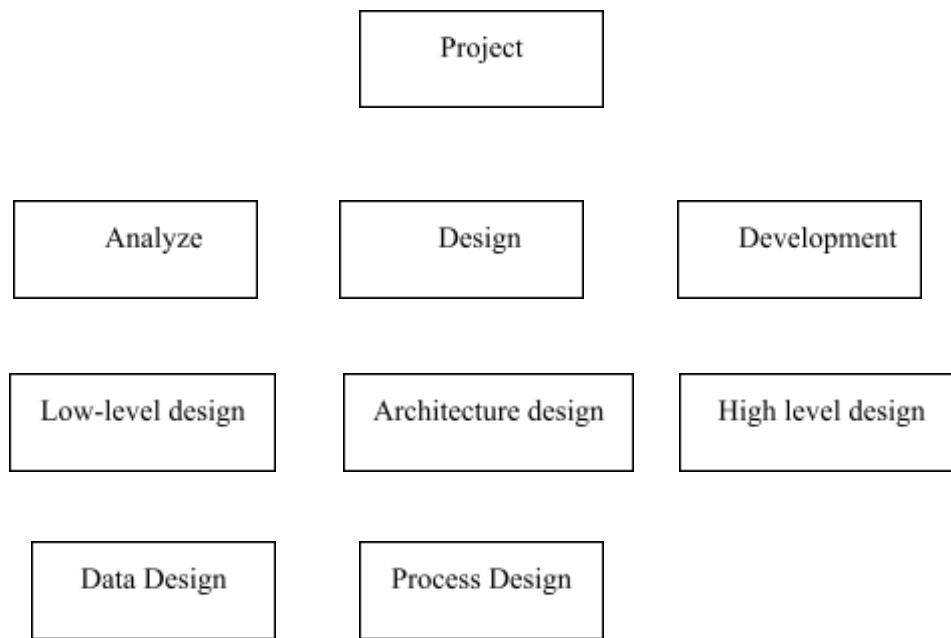 Project
Analyze
Design
Development
Low-level design
Architecture design
High level design
Data Design
Process Design